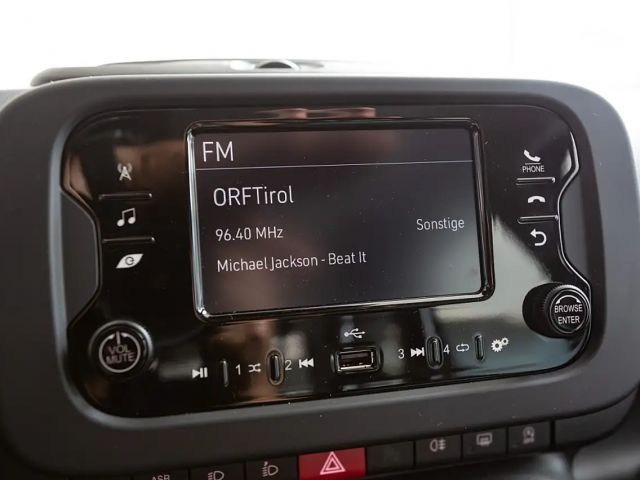 FM
ORFTirol
96.40 MHz
Sonstige
Michael Jackson - Beat It
PHONE
BROWSE
ENTER
VOL
MUTE
1
2
3
4
ASR